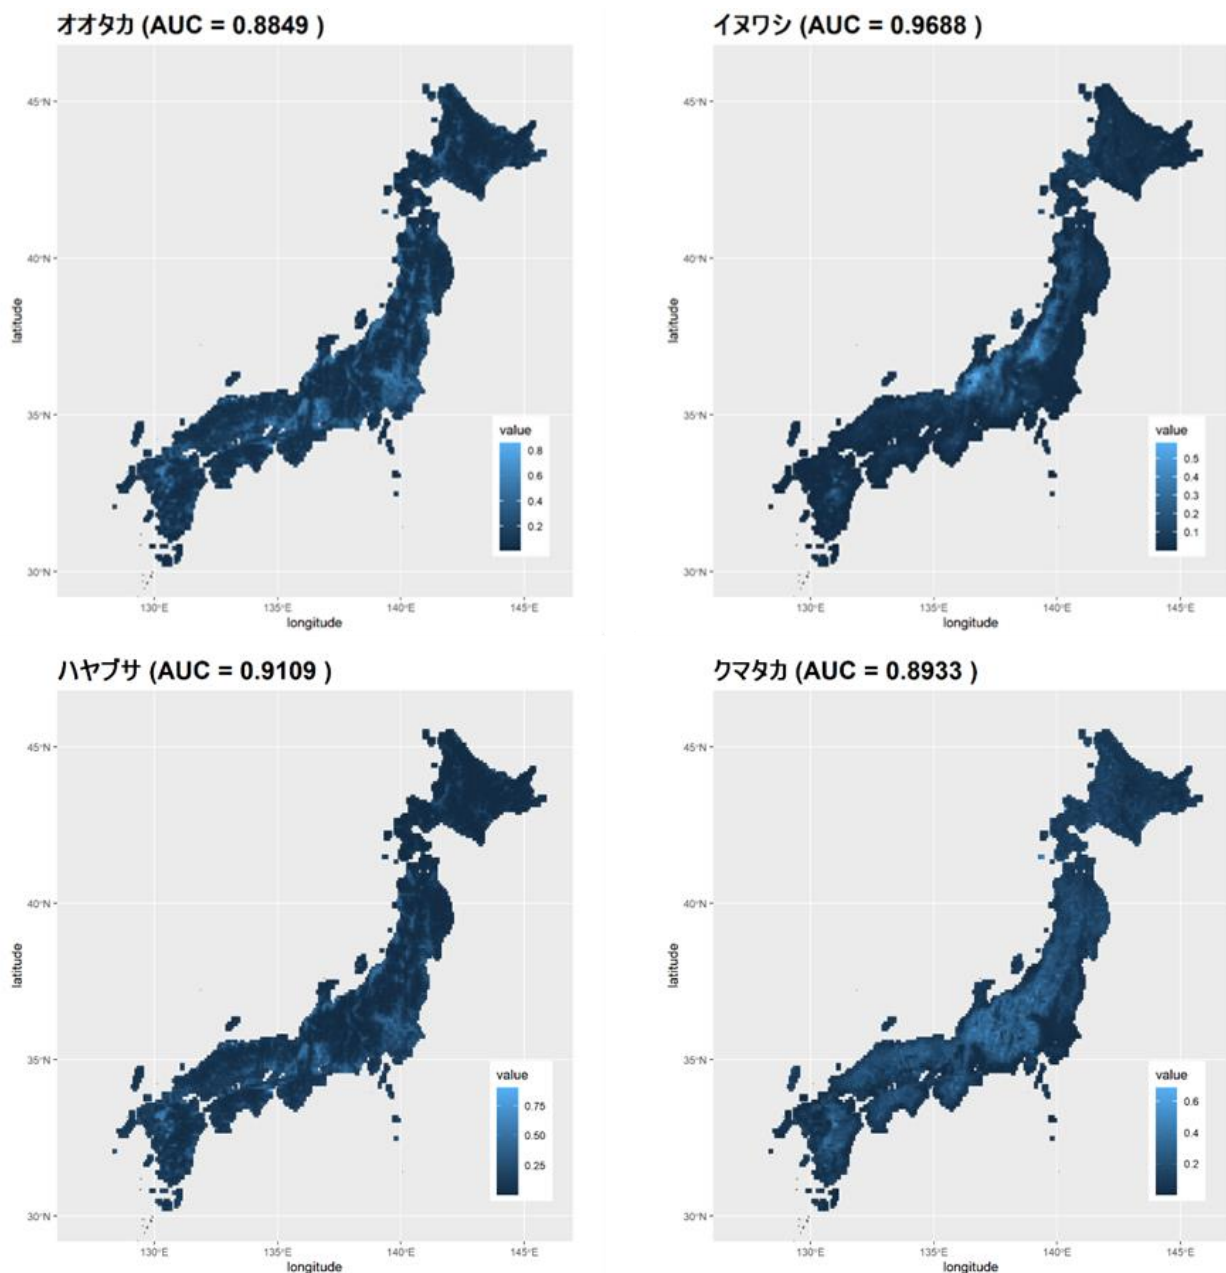 オオタカ (AUC = 0.8849 )
45°N
40°N
35°N
30°N
latitude
130°E 135°E 140°E 145°E
longitude
value
0.8
0.6
0.4
0.2
イヌワシ (AUC = 0.9688 )
45°N
40°N
35°N
30°N
latitude
130°E 135°E 140°E 145°E
longitude
value
0.5
0.4
0.3
0.2
0.1
ハヤブサ (AUC = 0.9109 )
45°N
40°N
35°N
30°N
latitude
130°E 135°E 140°E 145°E
longitude
value
0.75
0.50
0.25
クマタカ (AUC = 0.8933 )
45°N
40°N
35°N
30°N
latitude
130°E 135°E 140°E 145°E
longitude
value
0.6
0.4
0.2